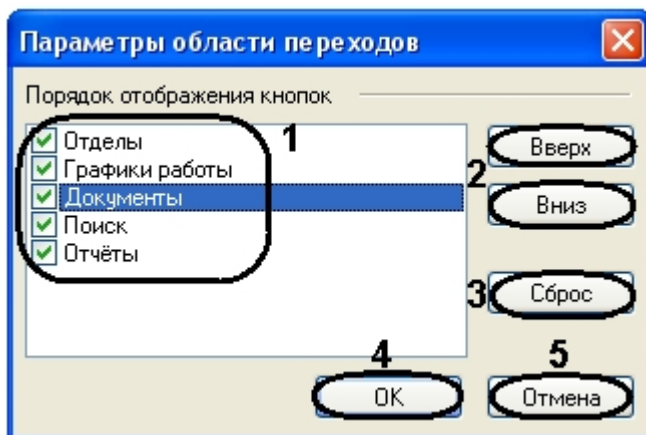 Параметры области переходов
Порядок отображения кнопок
Отделы
1
Графики работы
Документы
Поиск
Отчёты
Вверх
2
Вниз
3
Сброс
4
5
ОК
Отмена